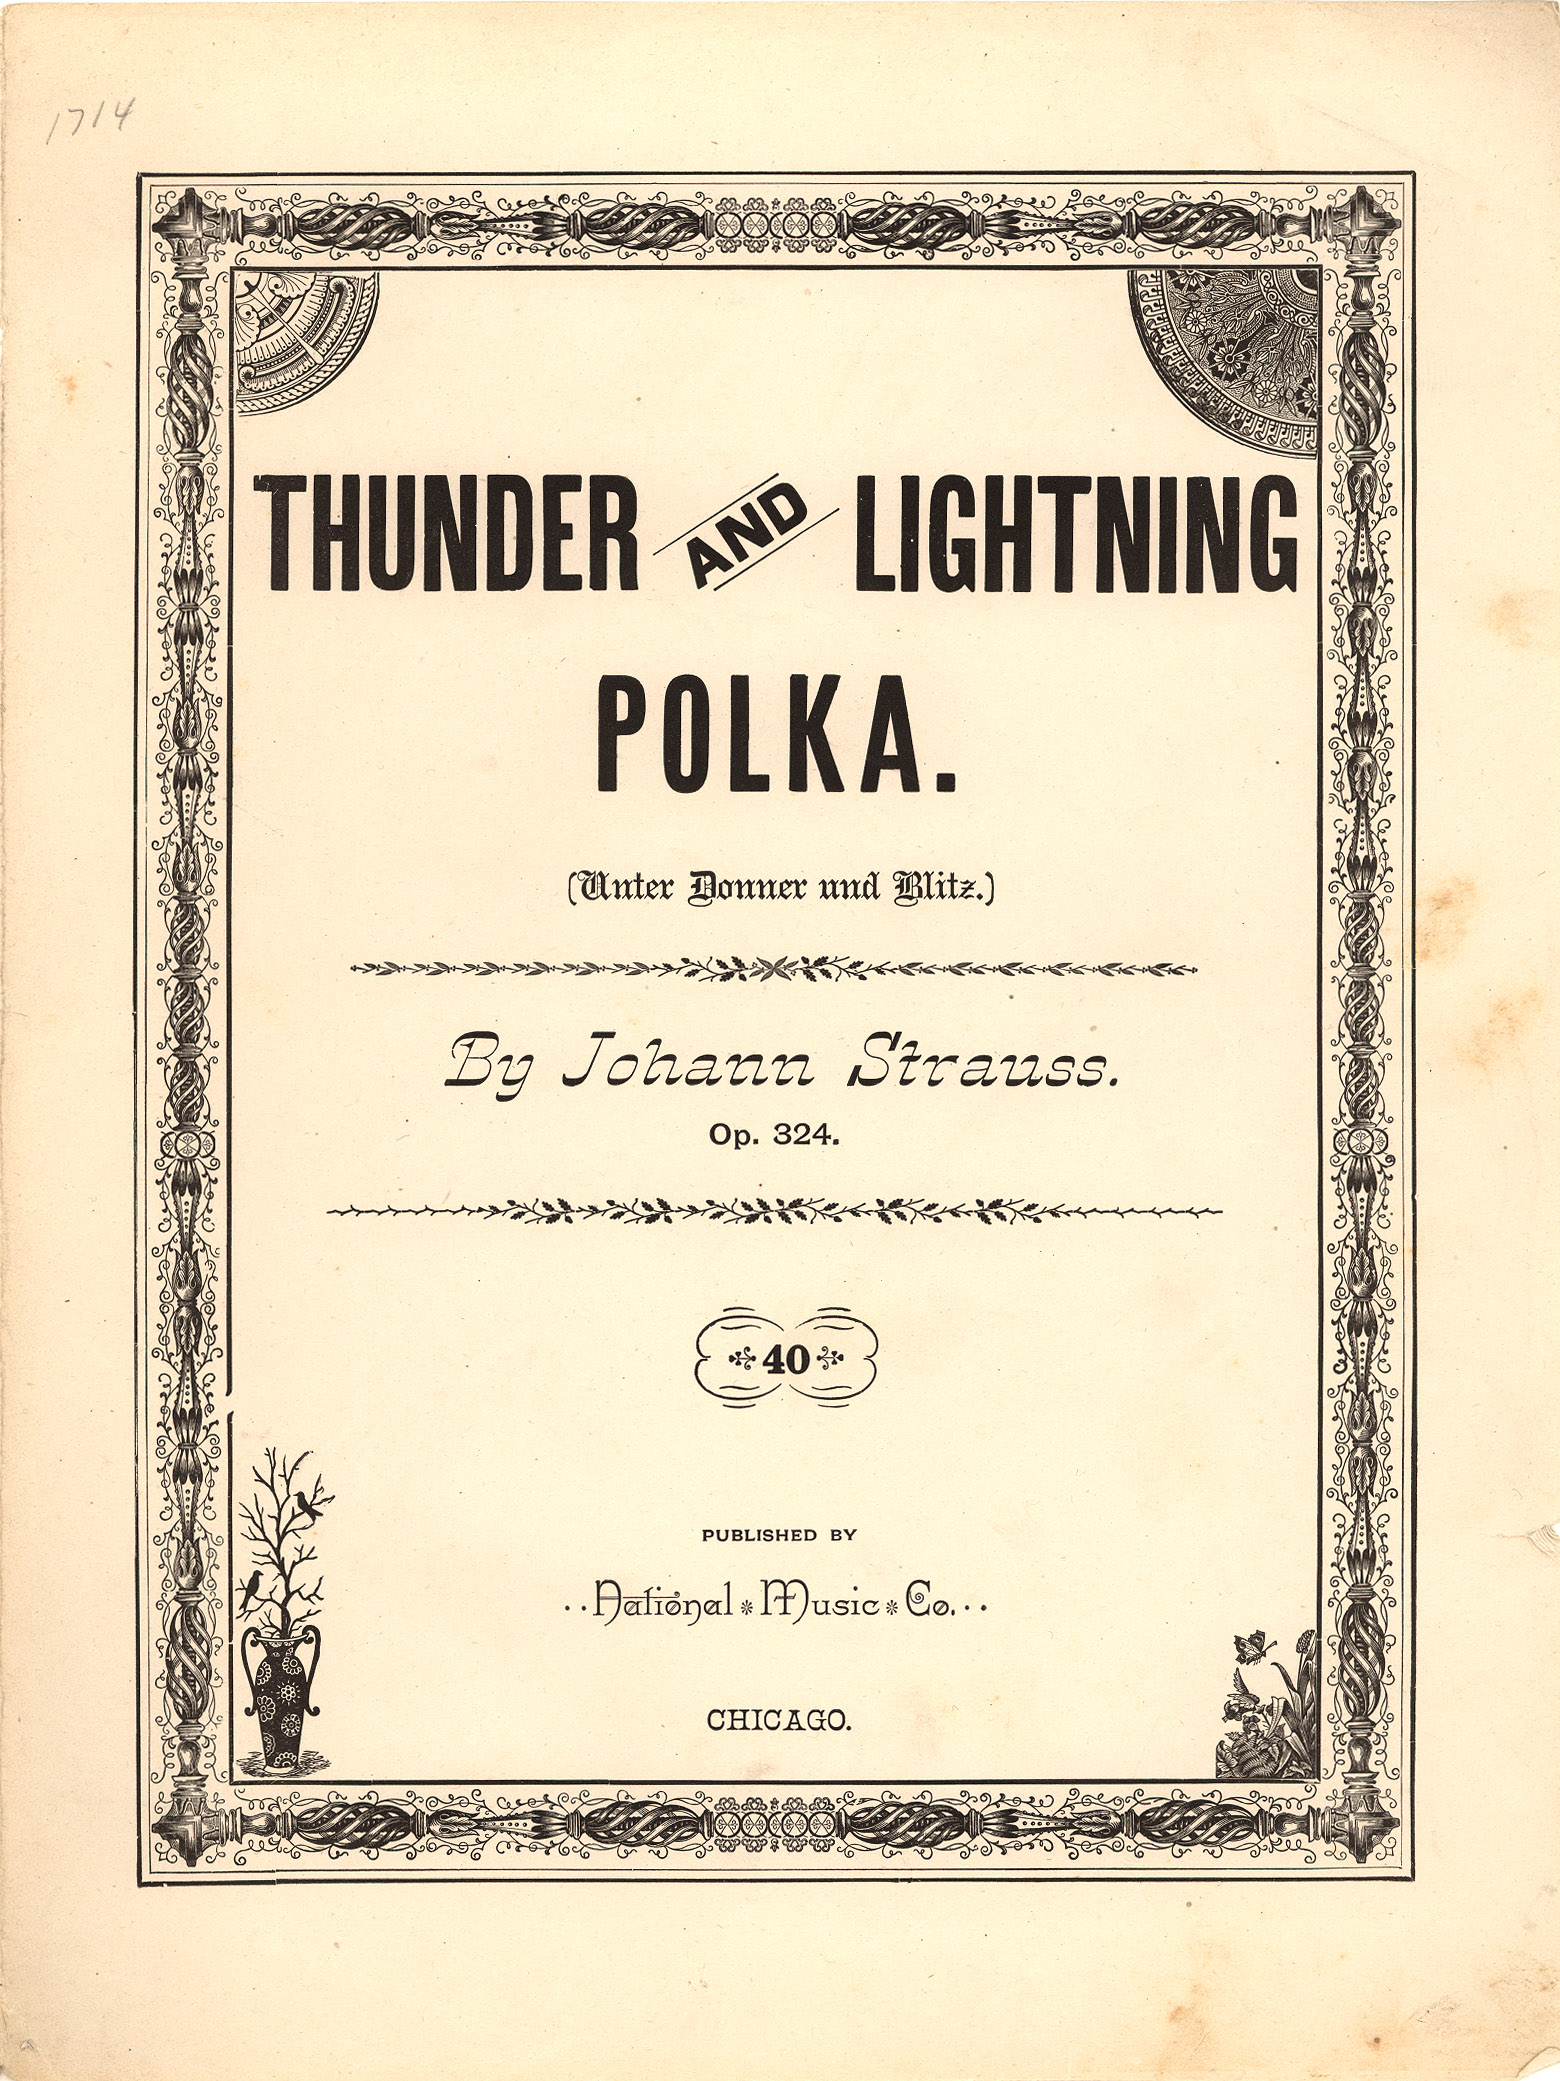 1714
THUNDER AND LIGHTNING
POLKA.
(Unter Donner und Blitz.)
By Johann Strauss.
Op. 324.
40
PUBLISHED BY
National Music Co.
CHICAGO.